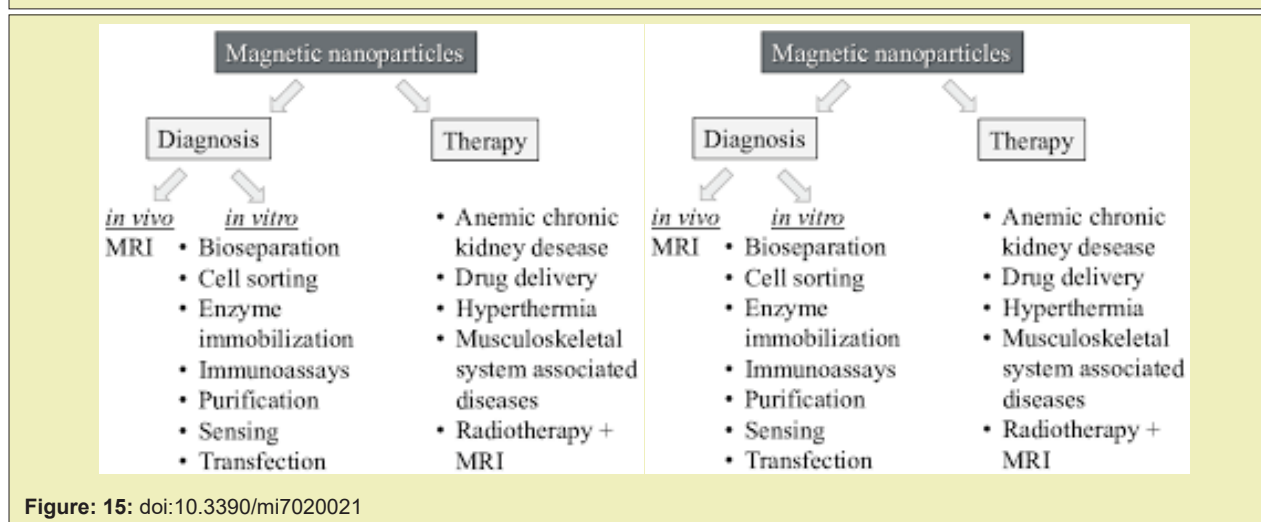 Magnetic nanoparticles
Diagnosis
Therapy
in vivo
MRI
in vitro
• Bioseparation
• Cell sorting
• Enzyme
immobilization
• Immunoassays
• Purification
• Sensing
• Transfection
• Anemic chronic
kidney desease
• Drug delivery
• Hyperthermia
• Musculoskeletal
system associated
diseases
• Radiotherapy +
MRI
Magnetic nanoparticles
Diagnosis
Therapy
in vivo
MRI
in vitro
• Bioseparation
• Cell sorting
• Enzyme
immobilization
• Immunoassays
• Purification
• Sensing
• Transfection
• Anemic chronic
kidney desease
• Drug delivery
• Hyperthermia
• Musculoskeletal
system associated
diseases
• Radiotherapy +
MRI
Figure: 15: doi:10.3390/mi7020021